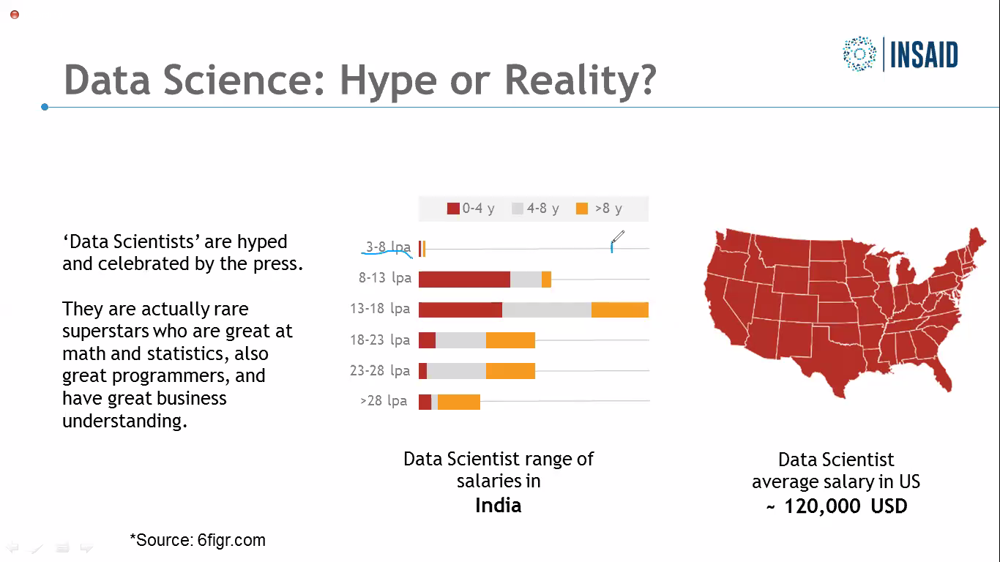 INSAID
Data Science: Hype or Reality?
‘Data Scientists’ are hyped
and celebrated by the press.
They are actually rare
superstars who are great at
math and statistics, also
great programmers, and
have great business
understanding.
0-4 y 4-8 y >8 y
3-8 lpa
8-13 lpa
13-18 lpa
18-23 lpa
23-28 lpa
>28 lpa
Data Scientist range of
salaries in
India
Data Scientist
average salary in US
~ 120,000 USD
*Source: 6figr.com